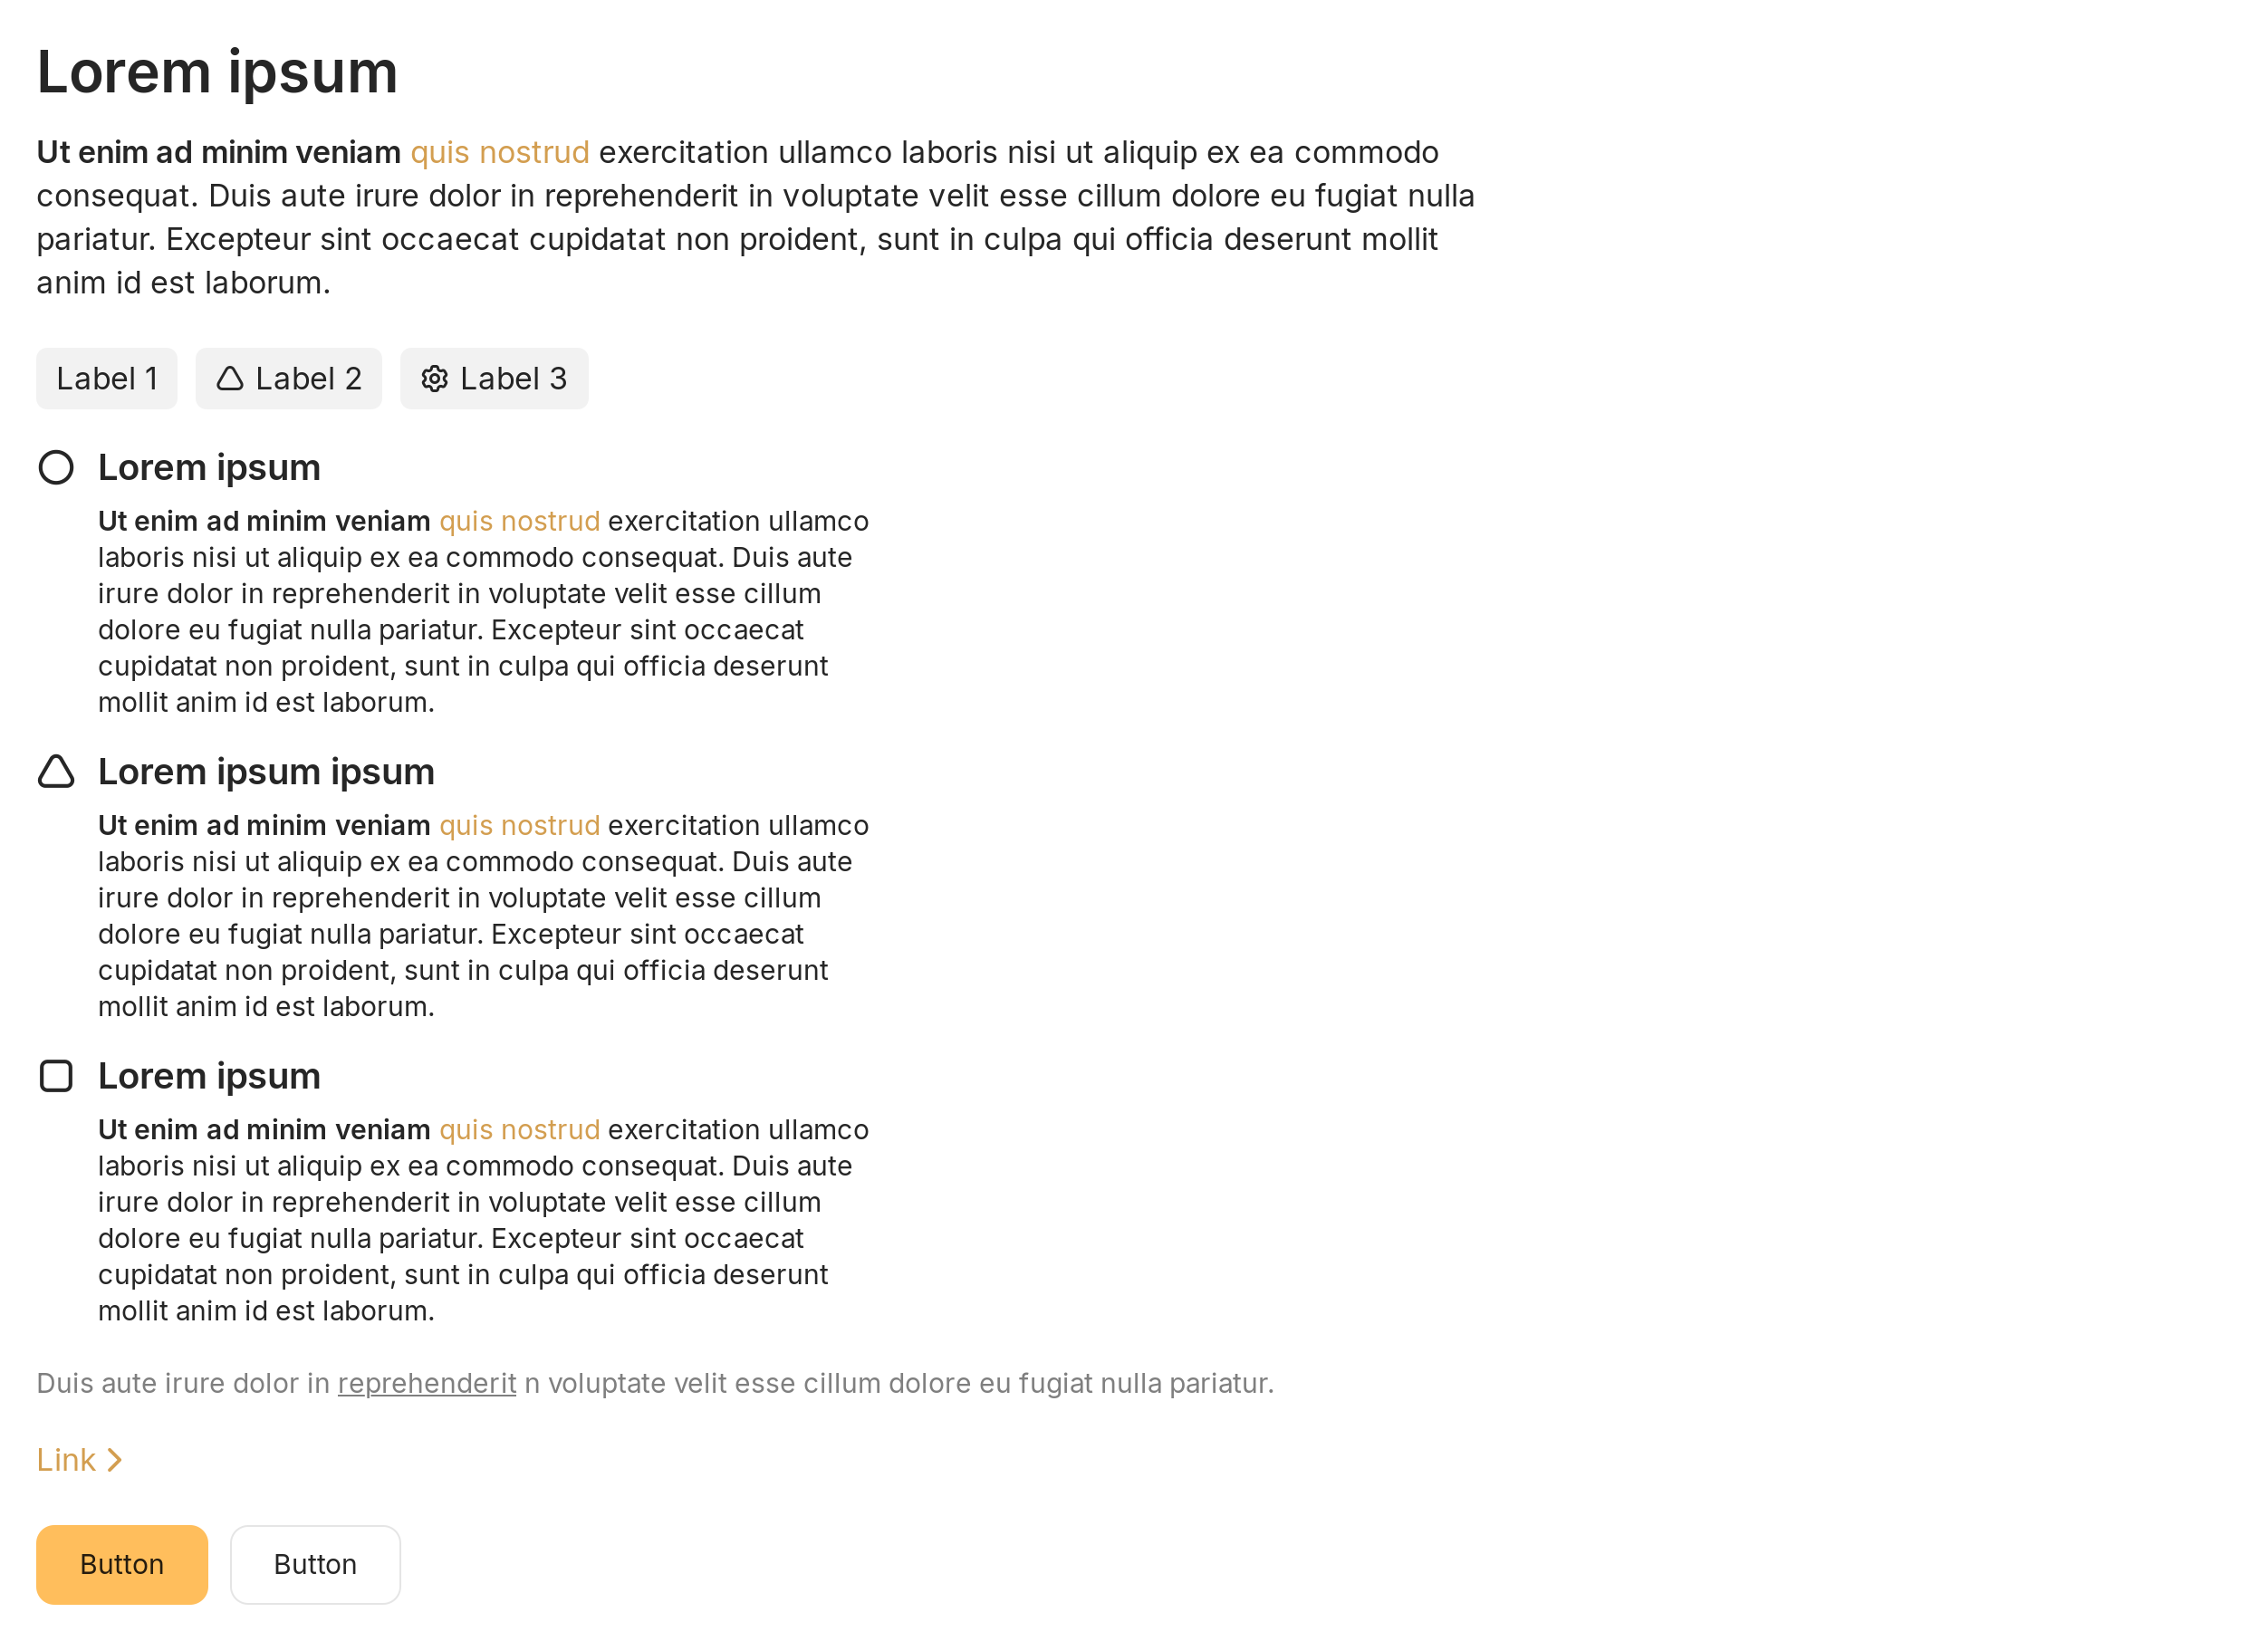 Lorem ipsum
Ut enim ad minim veniam quis nostrud exercitation ullamco laboris nisi ut aliquip ex ea commodo
consequat. Duis aute irure dolor in reprehenderit in voluptate velit esse cillum dolore eu fugiat nulla
pariatur. Excepteur sint occaecat cupidatat non proident, sunt in culpa qui officia deserunt mollit
anim id est laborum.
Label 1 Label 2 Label 3
Lorem ipsum
Ut enim ad minim veniam quis nostrud exercitation ullamco
laboris nisi ut aliquip ex ea commodo consequat. Duis aute
irure dolor in reprehenderit in voluptate velit esse cillum
dolore eu fugiat nulla pariatur. Excepteur sint occaecat
cupidatat non proident, sunt in culpa qui officia deserunt
mollit anim id est laborum.
Lorem ipsum ipsum
Ut enim ad minim veniam quis nostrud exercitation ullamco
laboris nisi ut aliquip ex ea commodo consequat. Duis aute
irure dolor in reprehenderit in voluptate velit esse cillum
dolore eu fugiat nulla pariatur. Excepteur sint occaecat
cupidatat non proident, sunt in culpa qui officia deserunt
mollit anim id est laborum.
Lorem ipsum
Ut enim ad minim veniam quis nostrud exercitation ullamco
laboris nisi ut aliquip ex ea commodo consequat. Duis aute
irure dolor in reprehenderit in voluptate velit esse cillum
dolore eu fugiat nulla pariatur. Excepteur sint occaecat
cupidatat non proident, sunt in culpa qui officia deserunt
mollit anim id est laborum.
Duis aute irure dolor in reprehenderit n voluptate velit esse cillum dolore eu fugiat nulla pariatur.
Link
Button Button